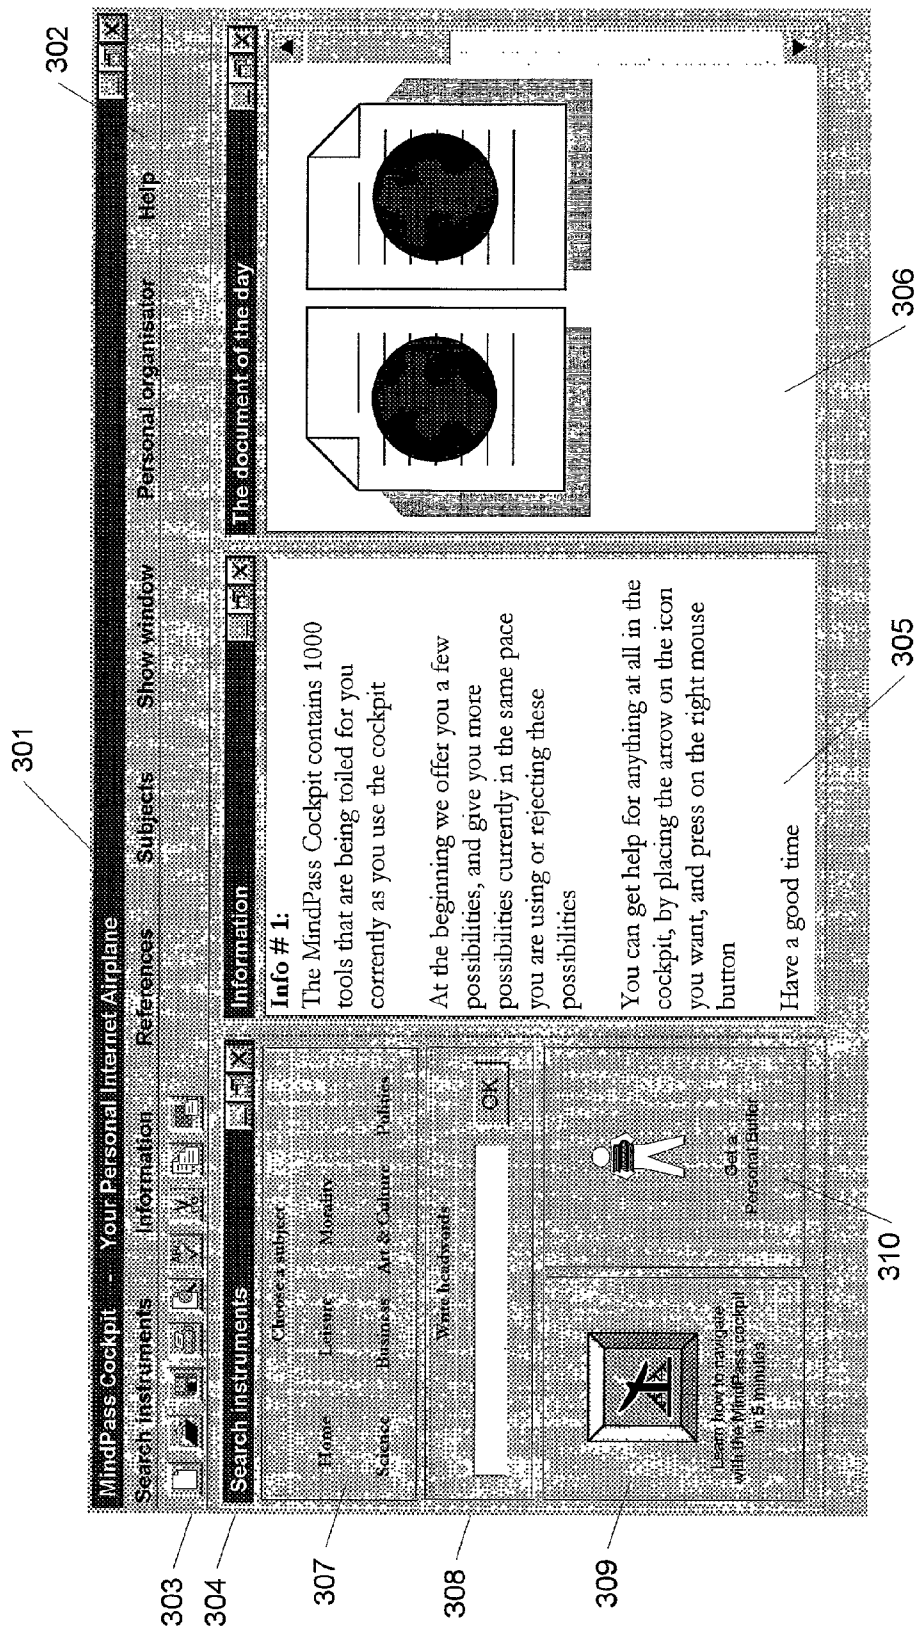 301
302
MindPass Cockpit -- Your Personal Internet Airplane
Search Instruments Information References Subjects Show window Personal organisator Help
303
304
Search Instruments
Choose a subject:
Home Leisure Morality
Scene Business Art & Culture Politics
307
Write headwords
OK
308
Learn how to navigate
with the MindPass cockpit
in 5 minutes
309
Get a
Personal Butler
310
Information
Info # 1:
The MindPass Cockpit contains 1000
tools that are being toiled for you
corrently as you use the cockpit
At the beginning we offer you a few
possibilities, and give you more
possibilities currently in the same pace
you are using or rejecting these
possibilities
You can get help for anything at all in the
cockpit, by placing the arrow on the icon
you want, and press on the right mouse
button
Have a good time
305
The document of the day
306